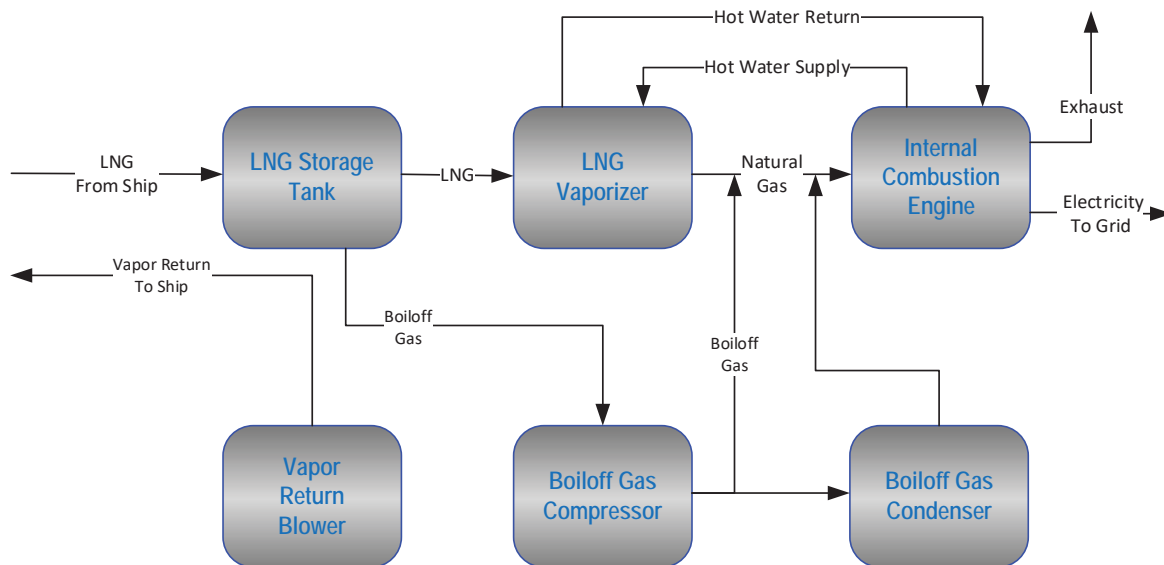 Hot Water Return
Hot Water Supply
Exhaust
LNG
From Ship
LNG Storage
Tank
LNG
LNG
Vaporizer
Natural
Gas
Internal
Combustion
Engine
Electricity
To Grid
Vapor Return
To Ship
Boiloff
Gas
Boiloff
Gas
Vapor
Return
Blower
Boiloff Gas
Compressor
Boiloff Gas
Condenser